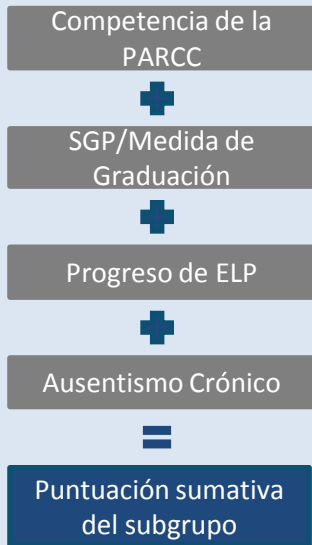 Competencia de la
PARCC
SGP/Medida de
Graduación
Progreso de ELP
Ausentismo Crónico
Puntuación sumativa
del subgrupo